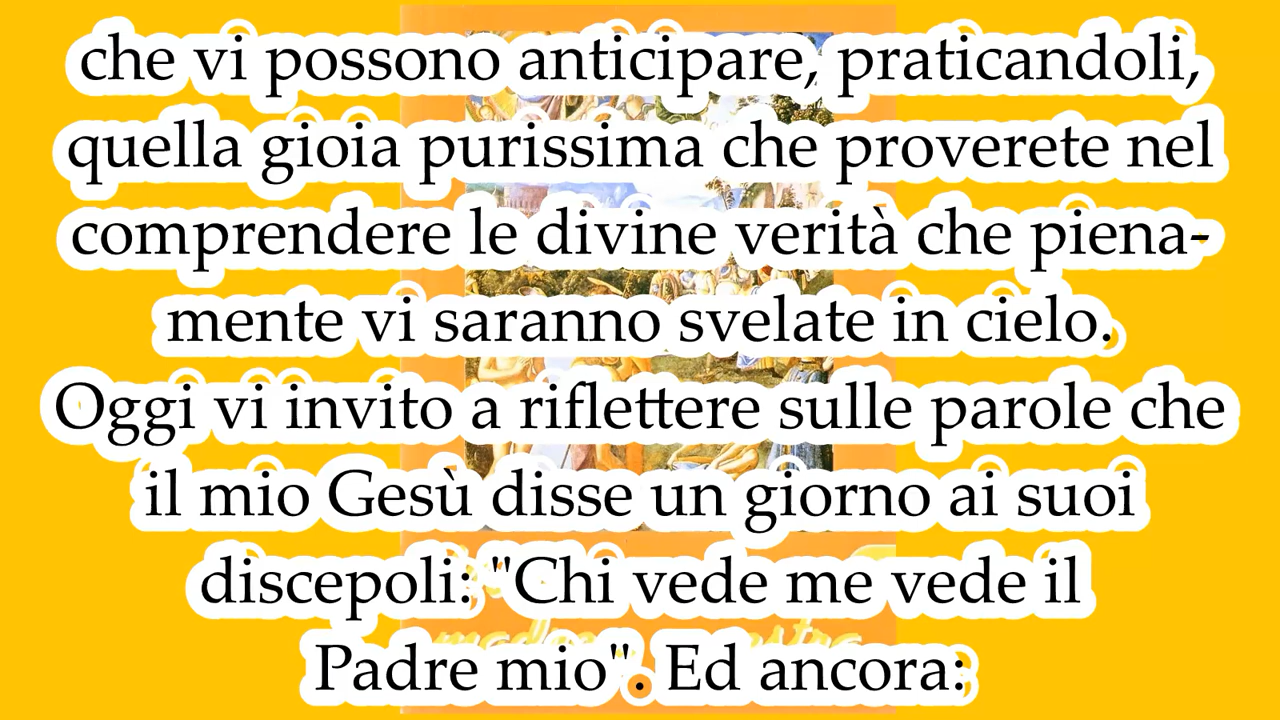 che vi possono anticipare, praticandoli,
quella gioia purissima che proverete nel
comprendere le divine verità che piena-
mente vi saranno svelate in cielo.
Oggi vi invito a riflettere sulle parole che
il mio Gesù disse un giorno ai suoi
discepoli: "Chi vede me vede il
Padre mio". Ed ancora: